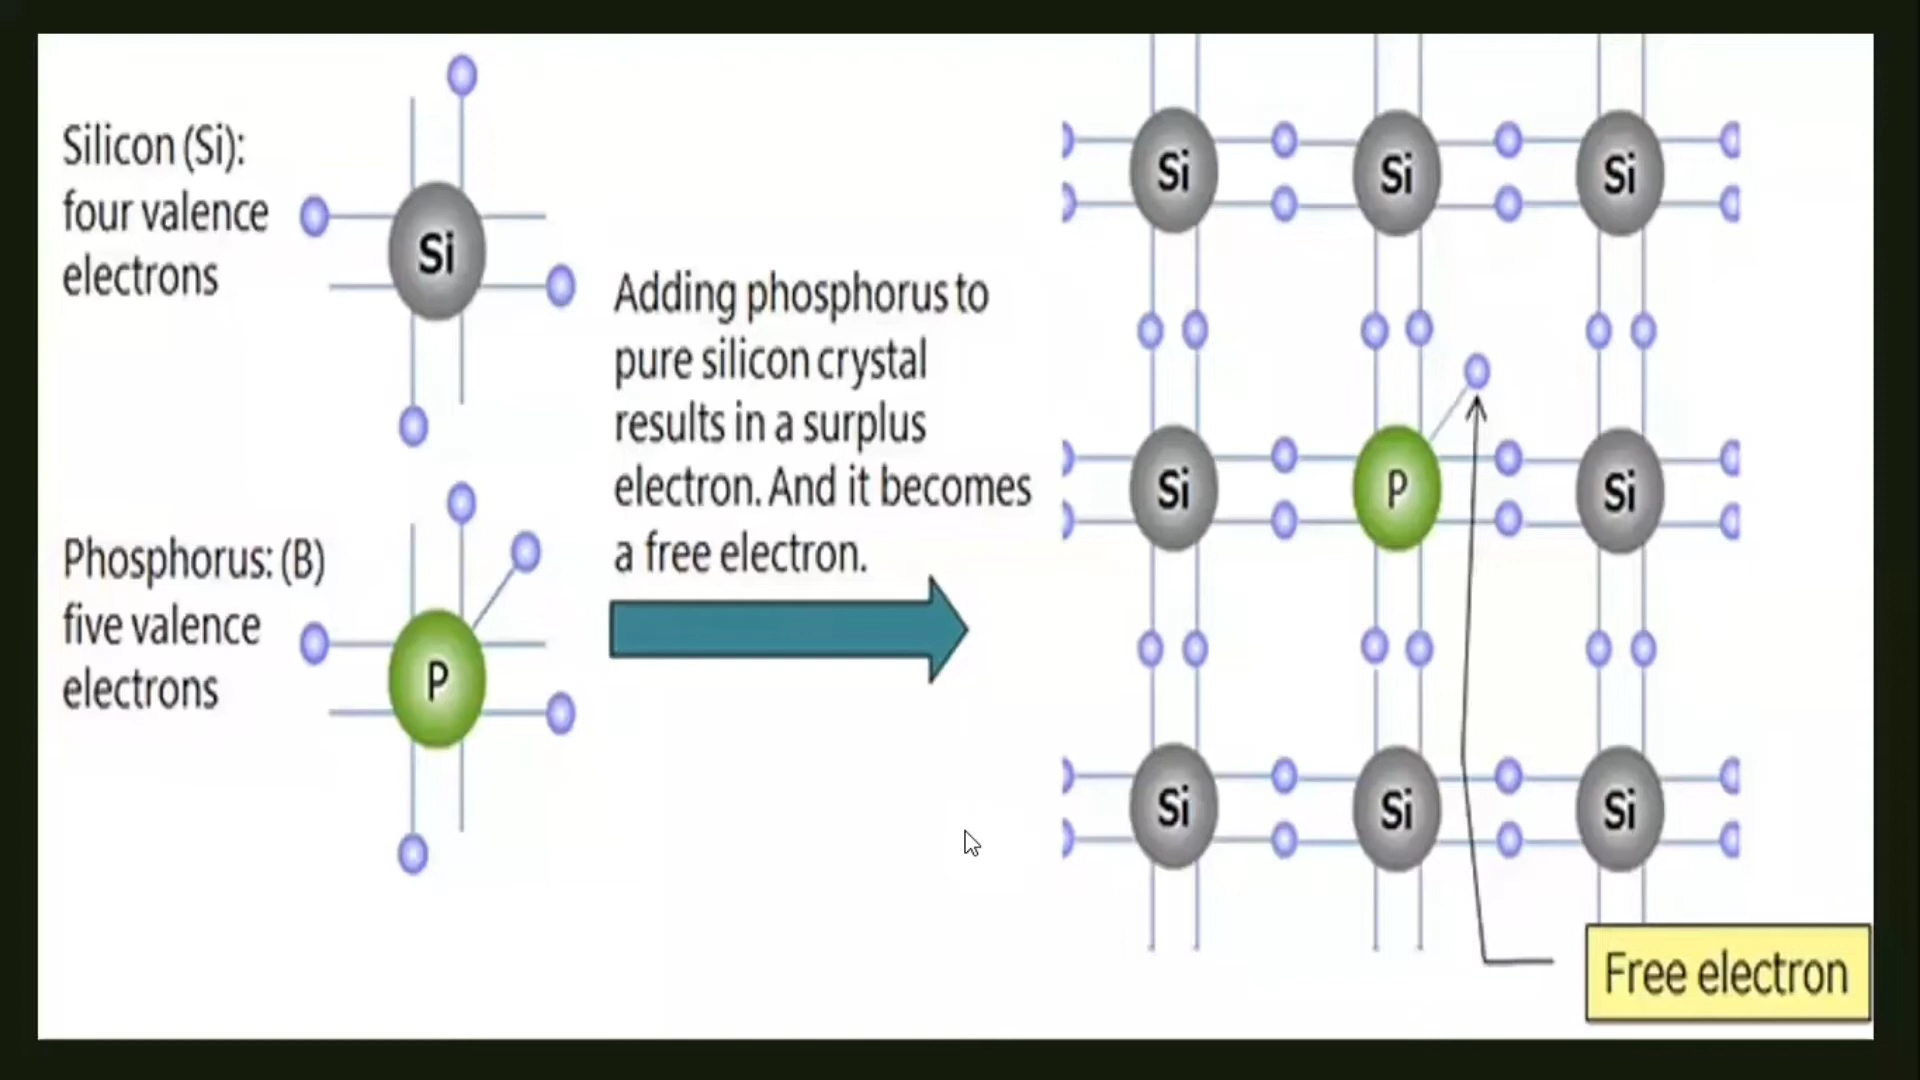 Silicon (Si):
four valence
electrons
Si
Phosphorus: (B)
five valence
electrons
P
Adding phosphorus to
pure silicon crystal
results in a surplus
electron. And it becomes
a free electron.
Si Si Si
Si P Si
Si Si Si
Free electron